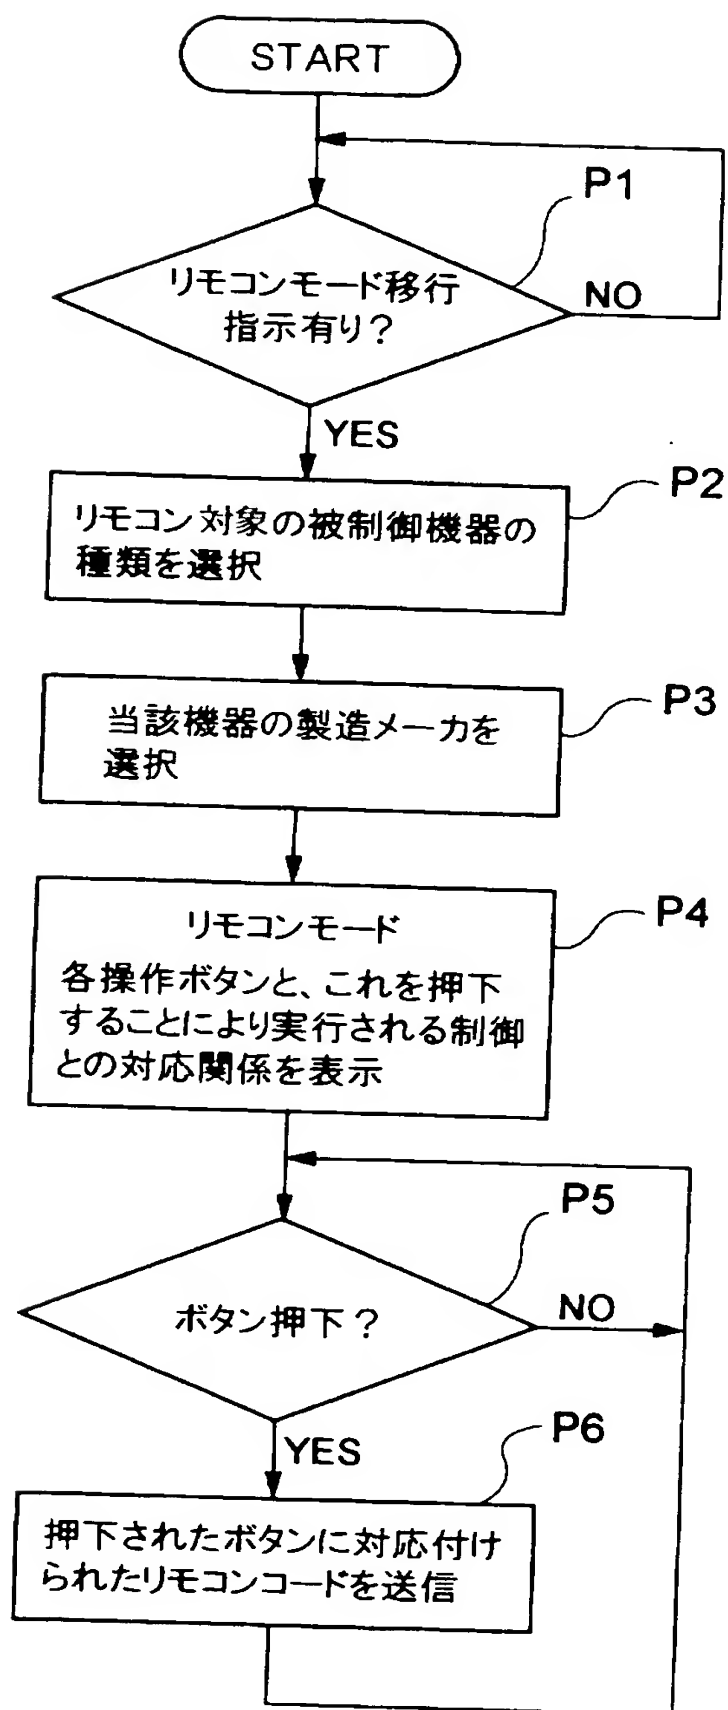 START
P1
リモコンモード移行
指示有り？
NO
YES
P2
リモコン対象の被制御機器の
種類を選択
P3
当該機器の製造メーカを
選択
P4
リモコンモード
各操作ボタンと、これを押下
することにより実行される制御
との対応関係を表示
P5
ボタン押下？
NO
YES
P6
押下されたボタンに対応付け
られたリモコンコードを送信